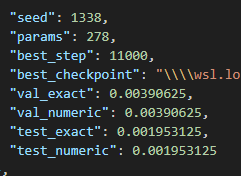 "seed": 1338,
"params": 278,
"best_step": 11000,
"best_checkpoint": "\\\\wsl.lo
"val_exact": 0.00390625,
"val_numeric": 0.00390625,
"test_exact": 0.001953125,
"test_numeric": 0.001953125
,